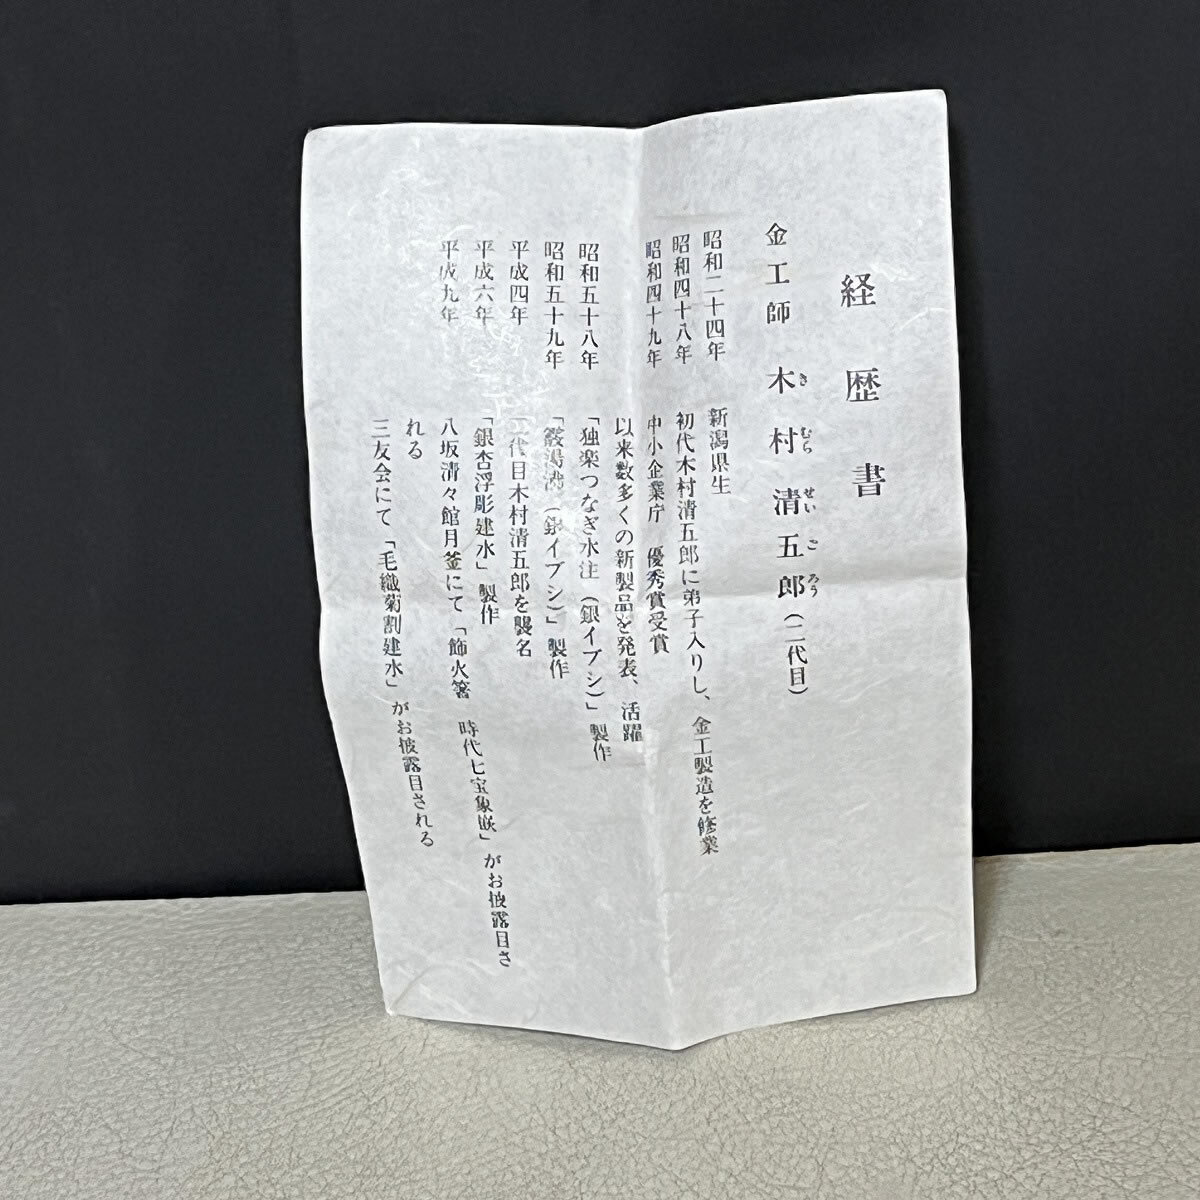 経歴書
金工師 木村清五郎(二代目)
きむらせいごろう
昭和二十四年 新潟県生
昭和四十八年 初代木村清五郎に弟子入りし、金工製造を修業
昭和四十九年 中小企業庁 優秀賞受賞
以来数多くの新製品を発表、活躍
昭和五十八年 「独楽つなぎ水注(銀イブシ)」製作
昭和五十九年 (銀イブシ)」製作
平成四年 二代目木村清五郎を襲名
平成六年 「銀杏浮彫建水」製作
平成九年 八坂清々館月釜にて「飾火箸 時代七宝象嵌」がお披露目さ
れる
三友会にて「毛織菊割建水」がお披露目される